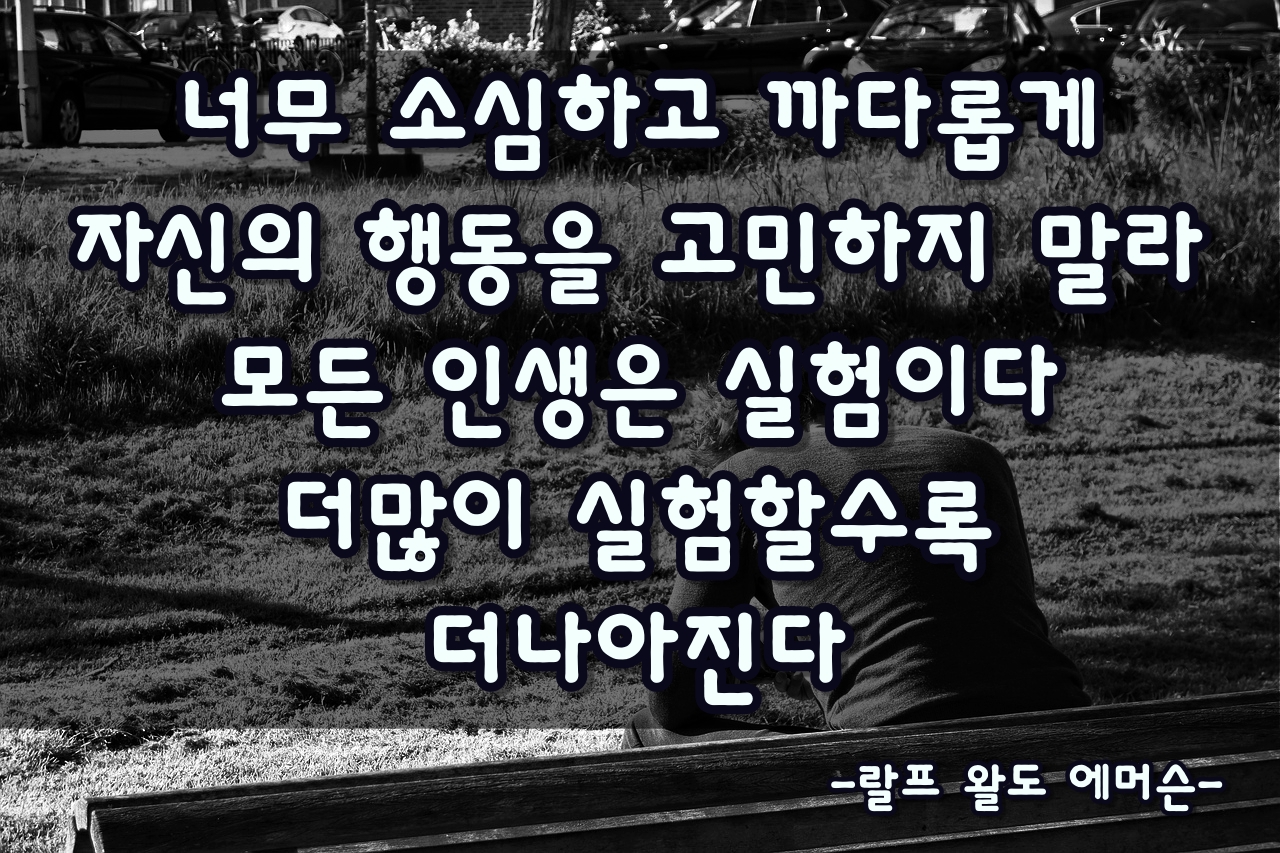 너무 소심하고 까다롭게
자신의 행동을 고민하지 말라
모든 인생은 실험이다
더많이 실험할수록
더나아진다
-랄프 왈도 에머슨-